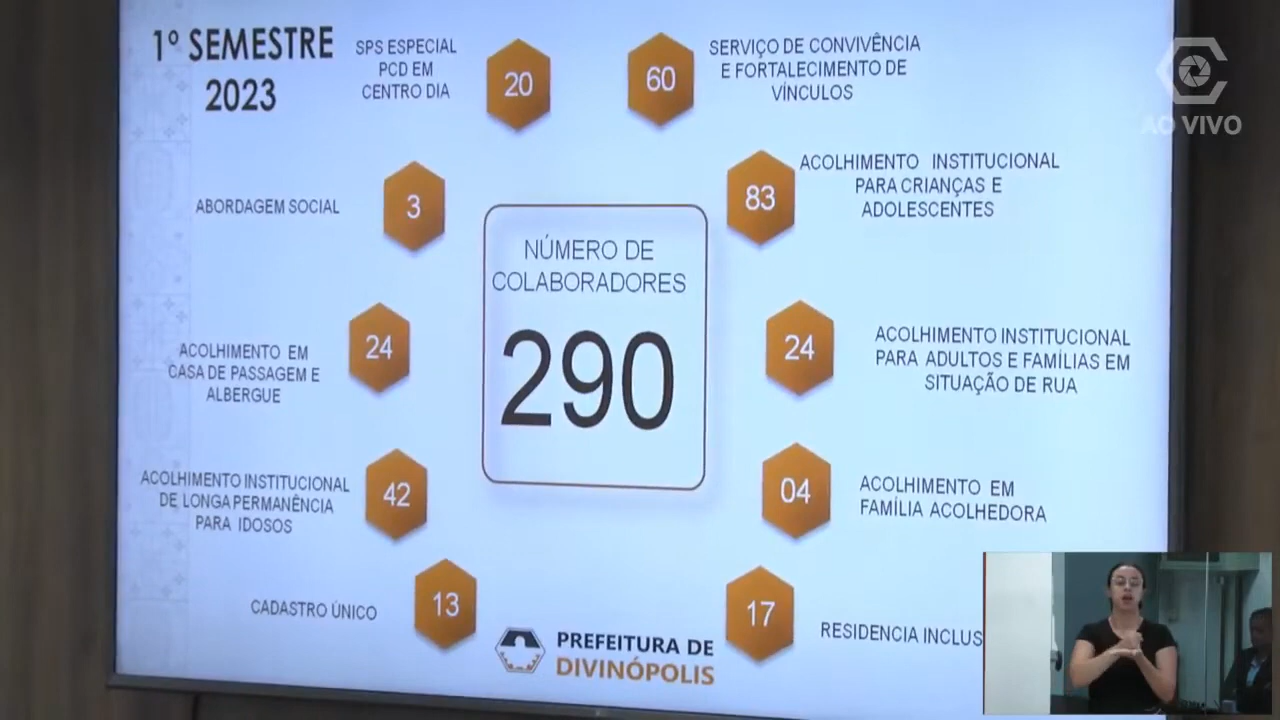 1º SEMESTRE
2023
SPS ESPECIAL
PCD EM
CENTRO DIA
20
60
SERVIÇO DE CONVIVÊNCIA
E FORTALECIMENTO DE
VÍNCULOS
AO VIVO
ABORDAGEM SOCIAL
3
83
ACOLHIMENTO INSTITUCIONAL
PARA CRIANÇAS E
ADOLESCENTES
NÚMERO DE
COLABORADORES
290
ACOLHIMENTO EM
CASA DE PASSAGEM E
ALBERGUE
24
24
ACOLHIMENTO INSTITUCIONAL
PARA ADULTOS E FAMÍLIAS EM
SITUAÇÃO DE RUA
ACOLHIMENTO INSTITUCIONAL
DE LONGA PERMANÊNCIA
PARA IDOSOS
42
04
ACOLHIMENTO EM
FAMÍLIA ACOLHEDORA
CADASTRO ÚNICO
13
17
RESIDENCIA INCLUS
PREFEITURA DE
DIVINÓPOLIS